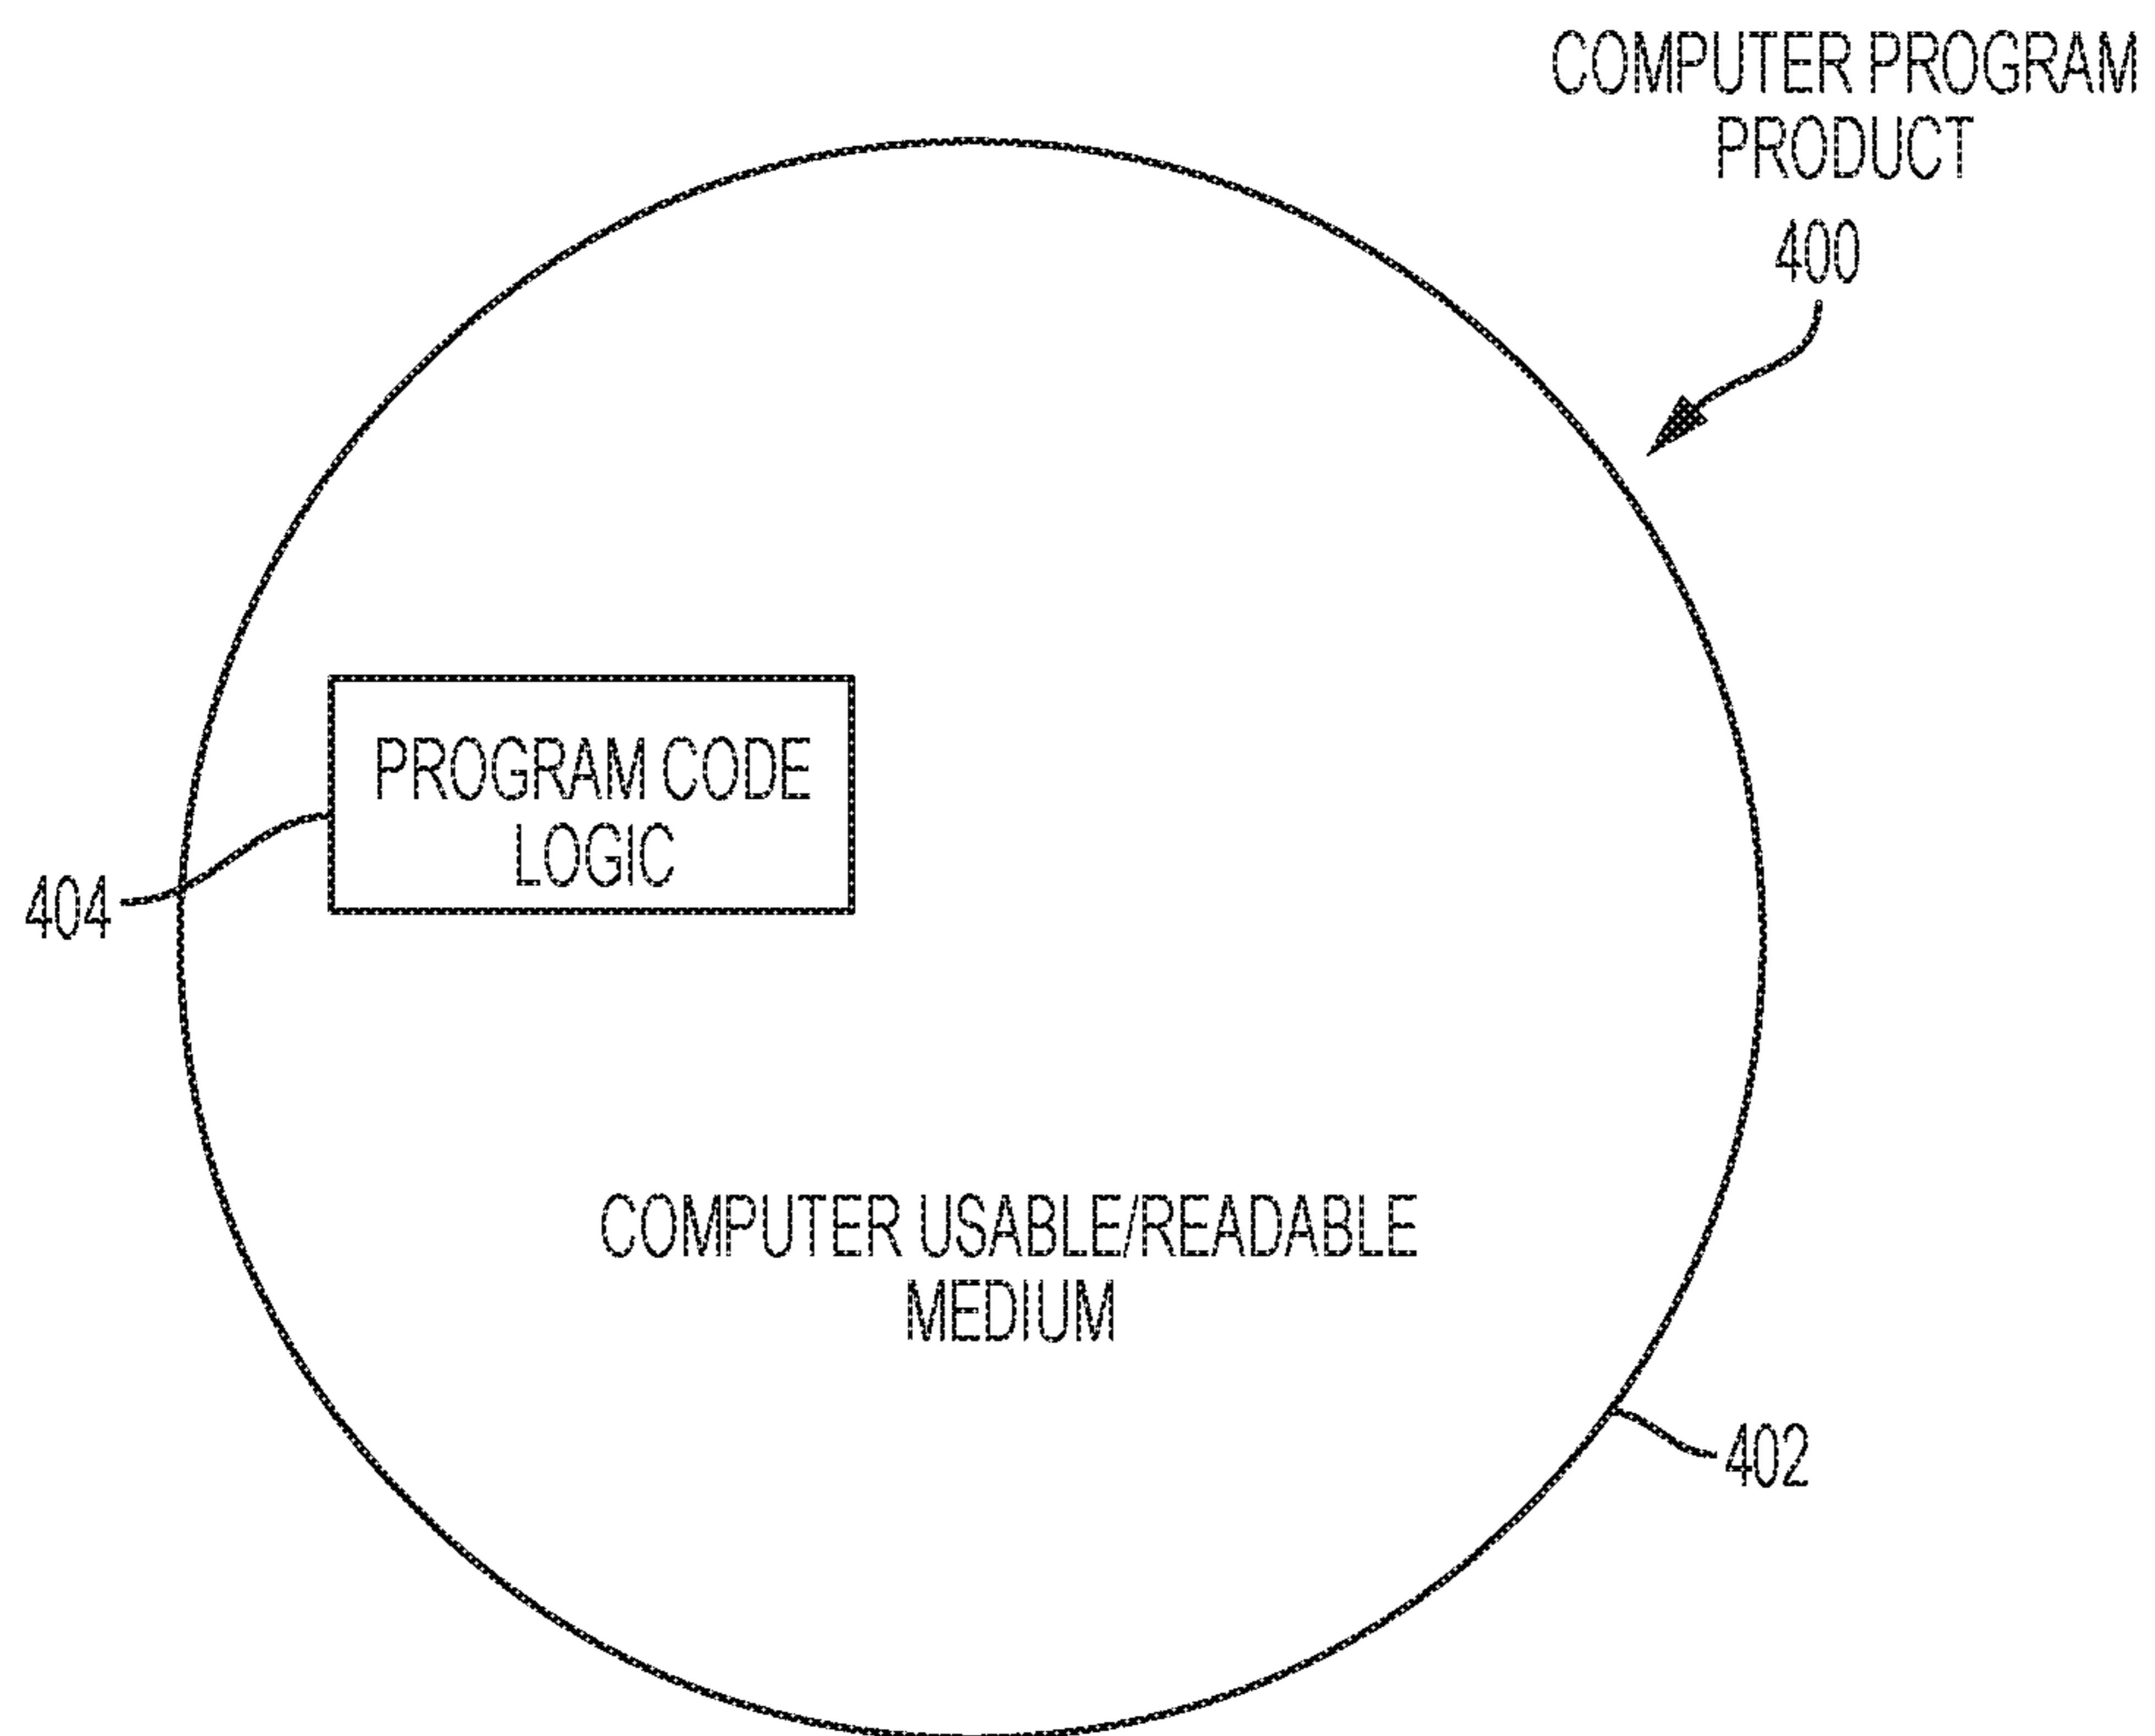 COMPUTER PROGRAM
PRODUCT
400
PROGRAM CODE
LOGIC
404
COMPUTER USABLE/READABLE
MEDIUM
402